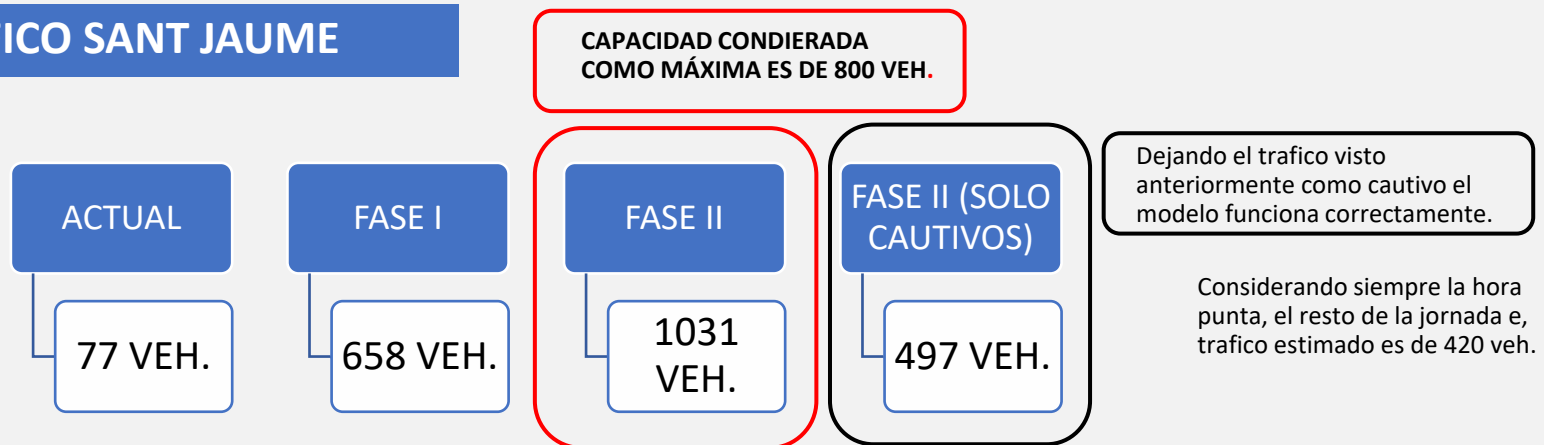 TICO SANT JAUME
CAPACIDAD CONDIERADA
COMO MÁXIMA ES DE 800 VEH.
ACTUAL
77 VEH.
FASE I
658 VEH.
FASE II
1031
VEH.
FASE II (SOLO
CAUTIVOS)
497 VEH.
Dejando el trafico visto
anteriormente como cautivo el
modelo funciona correctamente.
Considerando siempre la hora
punta, el resto de la jornada e,
trafico estimado es de 420 veh.